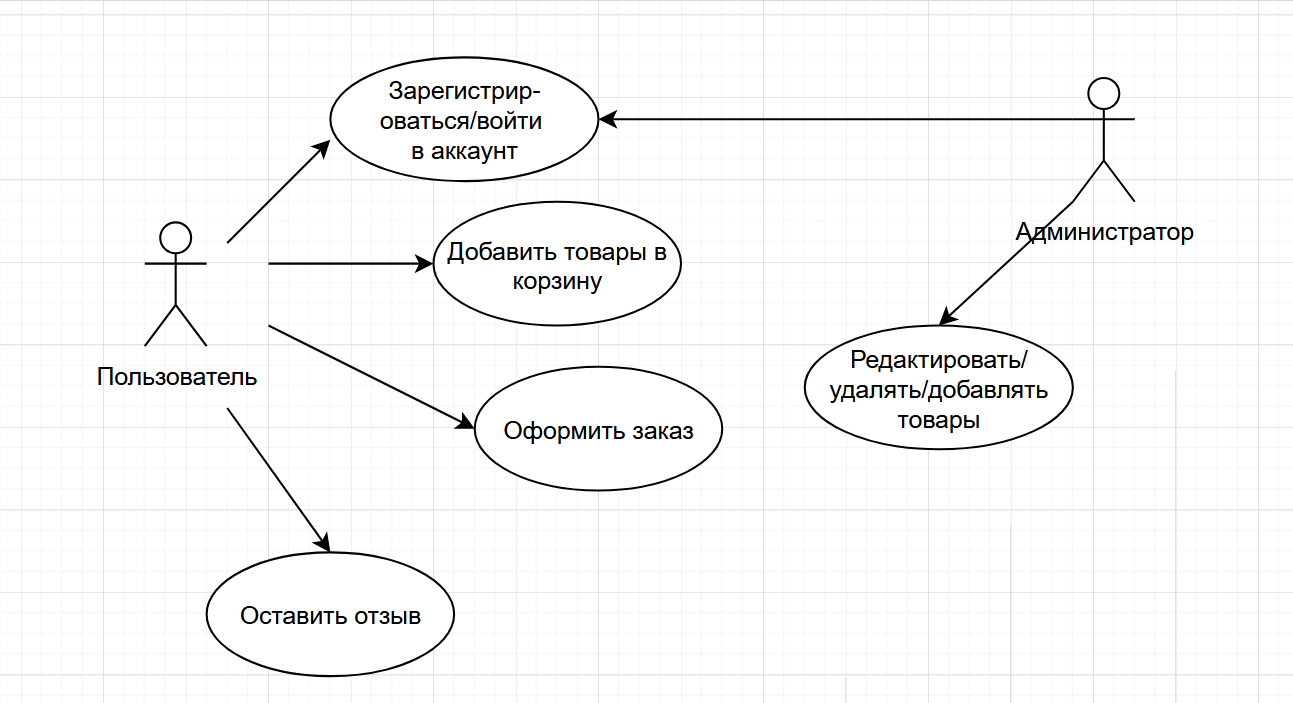 Зарегистрир-
оваться/войти
в аккаунт
Добавить товары в
корзину
Администратор
Пользователь
Редактировать/
удалять/добавлять
товары
Оформить заказ
Оставить отзыв